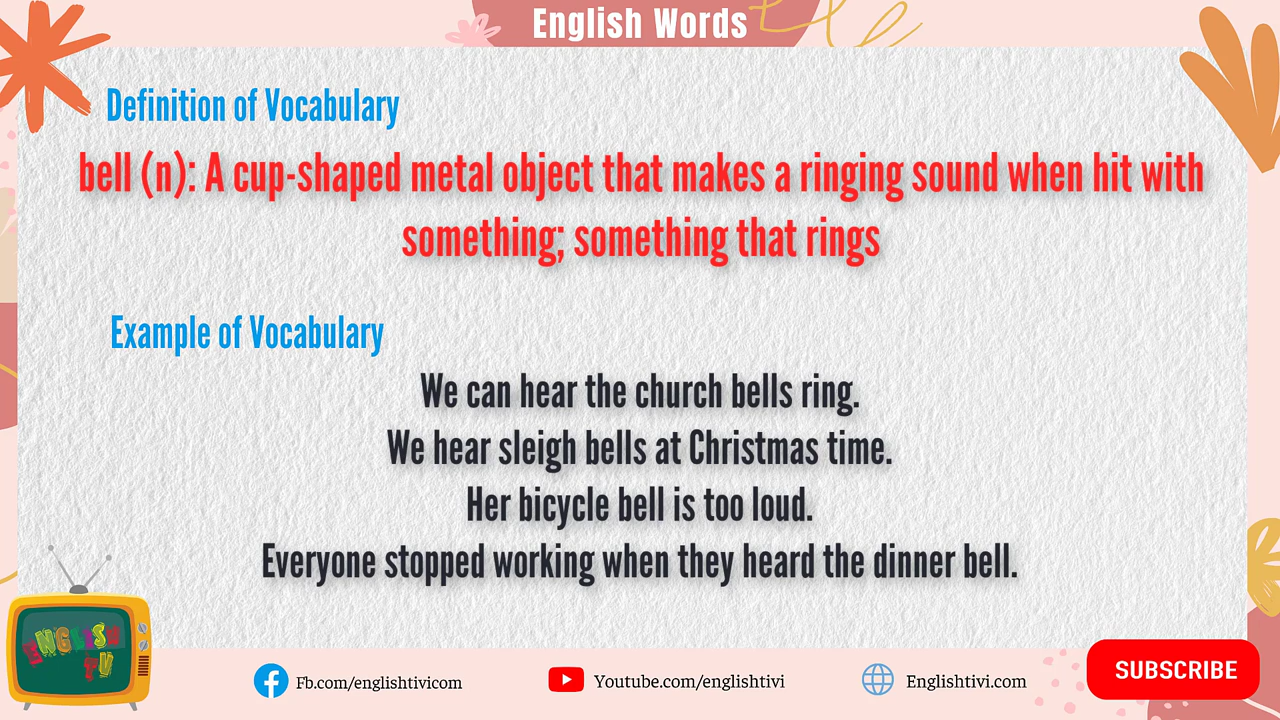 English Words
Definition of Vocabulary
bell (n): A cup-shaped metal object that makes a ringing sound when hit with
something; something that rings
Example of Vocabulary
We can hear the church bells ring.
We hear sleigh bells at Christmas time.
Her bicycle bell is too loud.
Everyone stopped working when they heard the dinner bell.
ENGLISH
TV
Fb.com/englishtivicom
Youtube.com/englishtivi
Englishtivi.com
SUBSCRIBE